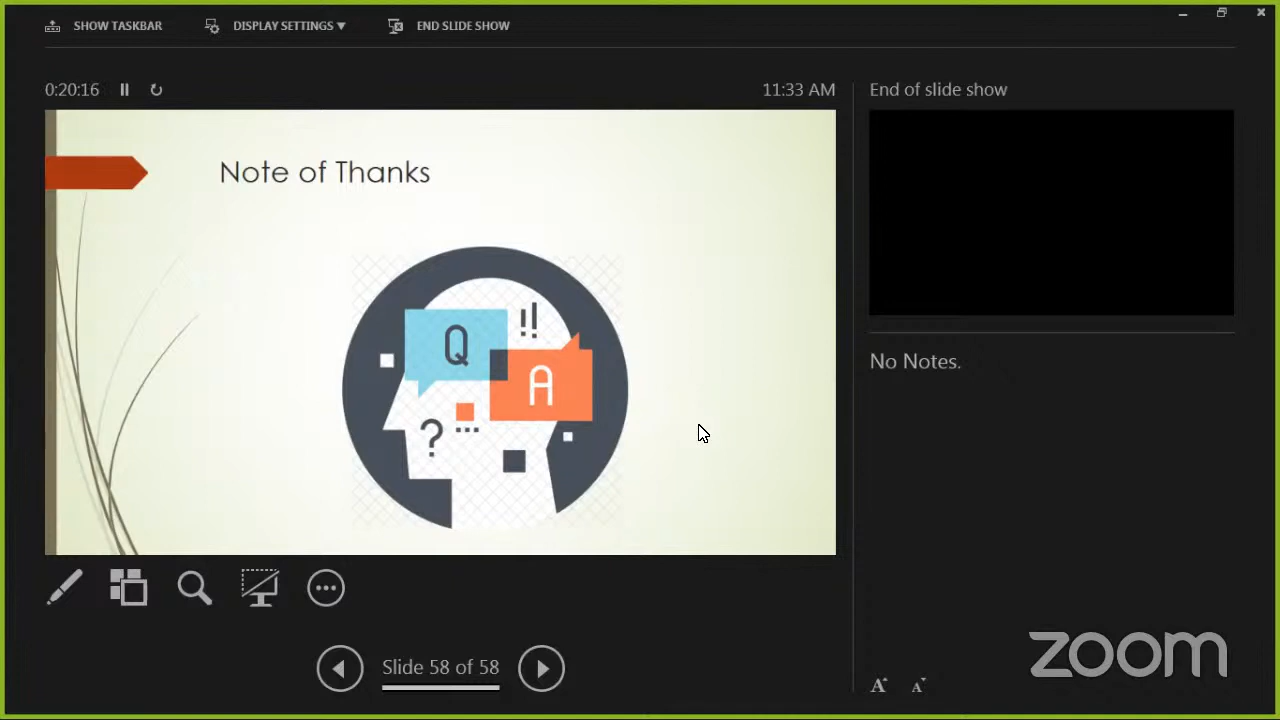 SHOW TASKBAR DISPLAY SETTINGS ▼ END SLIDE SHOW
0:20:16 11:33 AM
Note of Thanks
Q
!!
A
?
...
Slide 58 of 58
End of slide show
No Notes.
A A
zoom